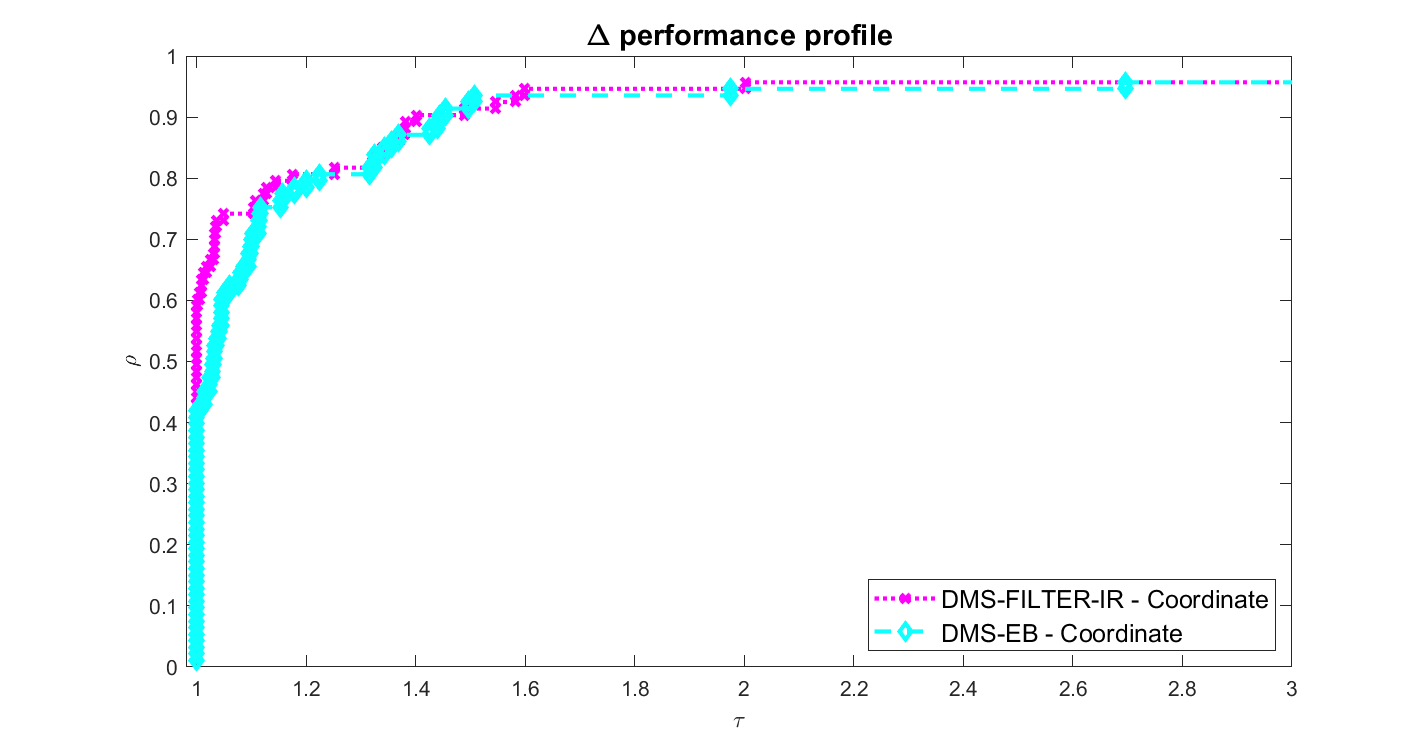 Δ performance profile
1
0.9
0.8
0.7
0.6
0.5
0.4
0.3
0.2
0.1
0
ρ
DMS-FILTER-IR - Coordinate
DMS-EB - Coordinate
1 1.2 1.4 1.6 1.8 2 2.2 2.4 2.6 2.8 3
τ